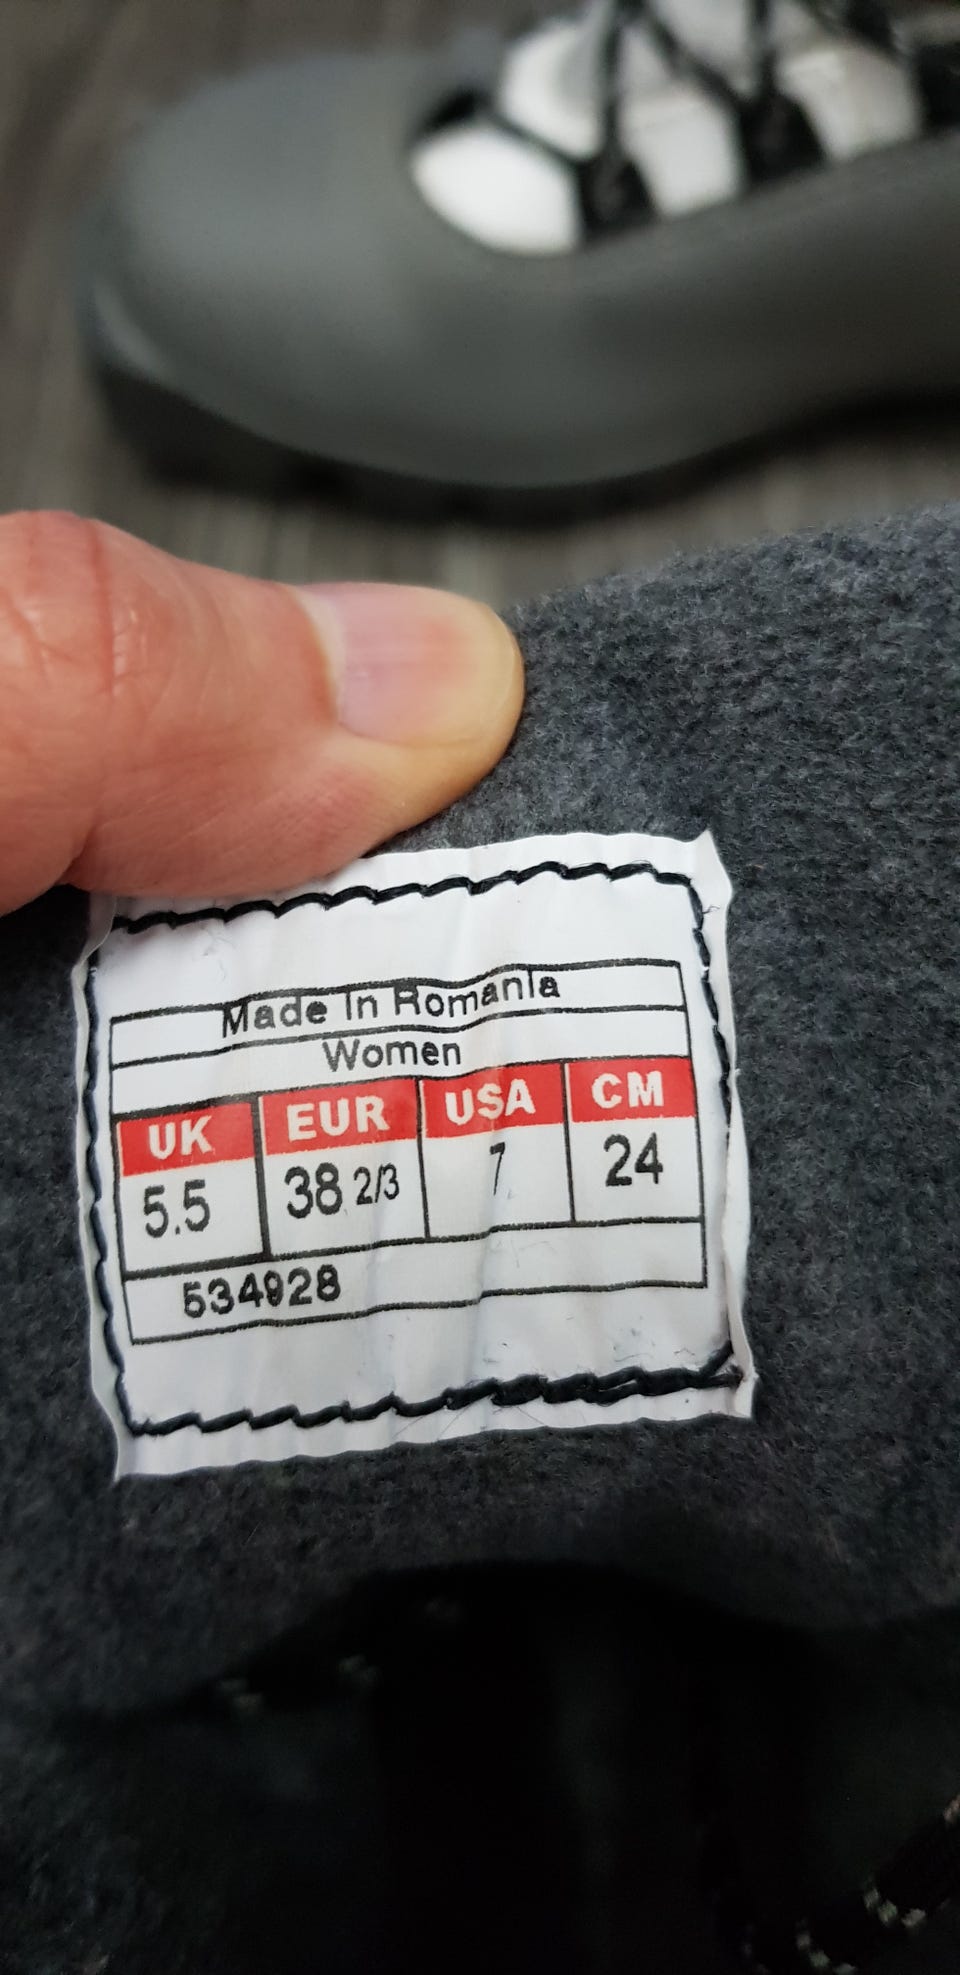 Made In Romania
Women
UK EUR USA CM
5.5 38 2/3 7 24
534928